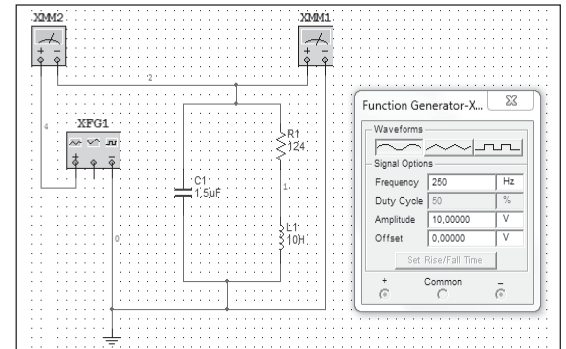 XMM2
XMM1
2
4
XFG1
R1
124
1
C1
1,5uF
L1
10H
0
Function Generator-X...
Waveforms
Signal Options
Frequency 250 Hz
Duty Cycle 50 %
Amplitude 10,00000 V
Offset 0,00000 V
Set Rise/Fall Time
+ Common −